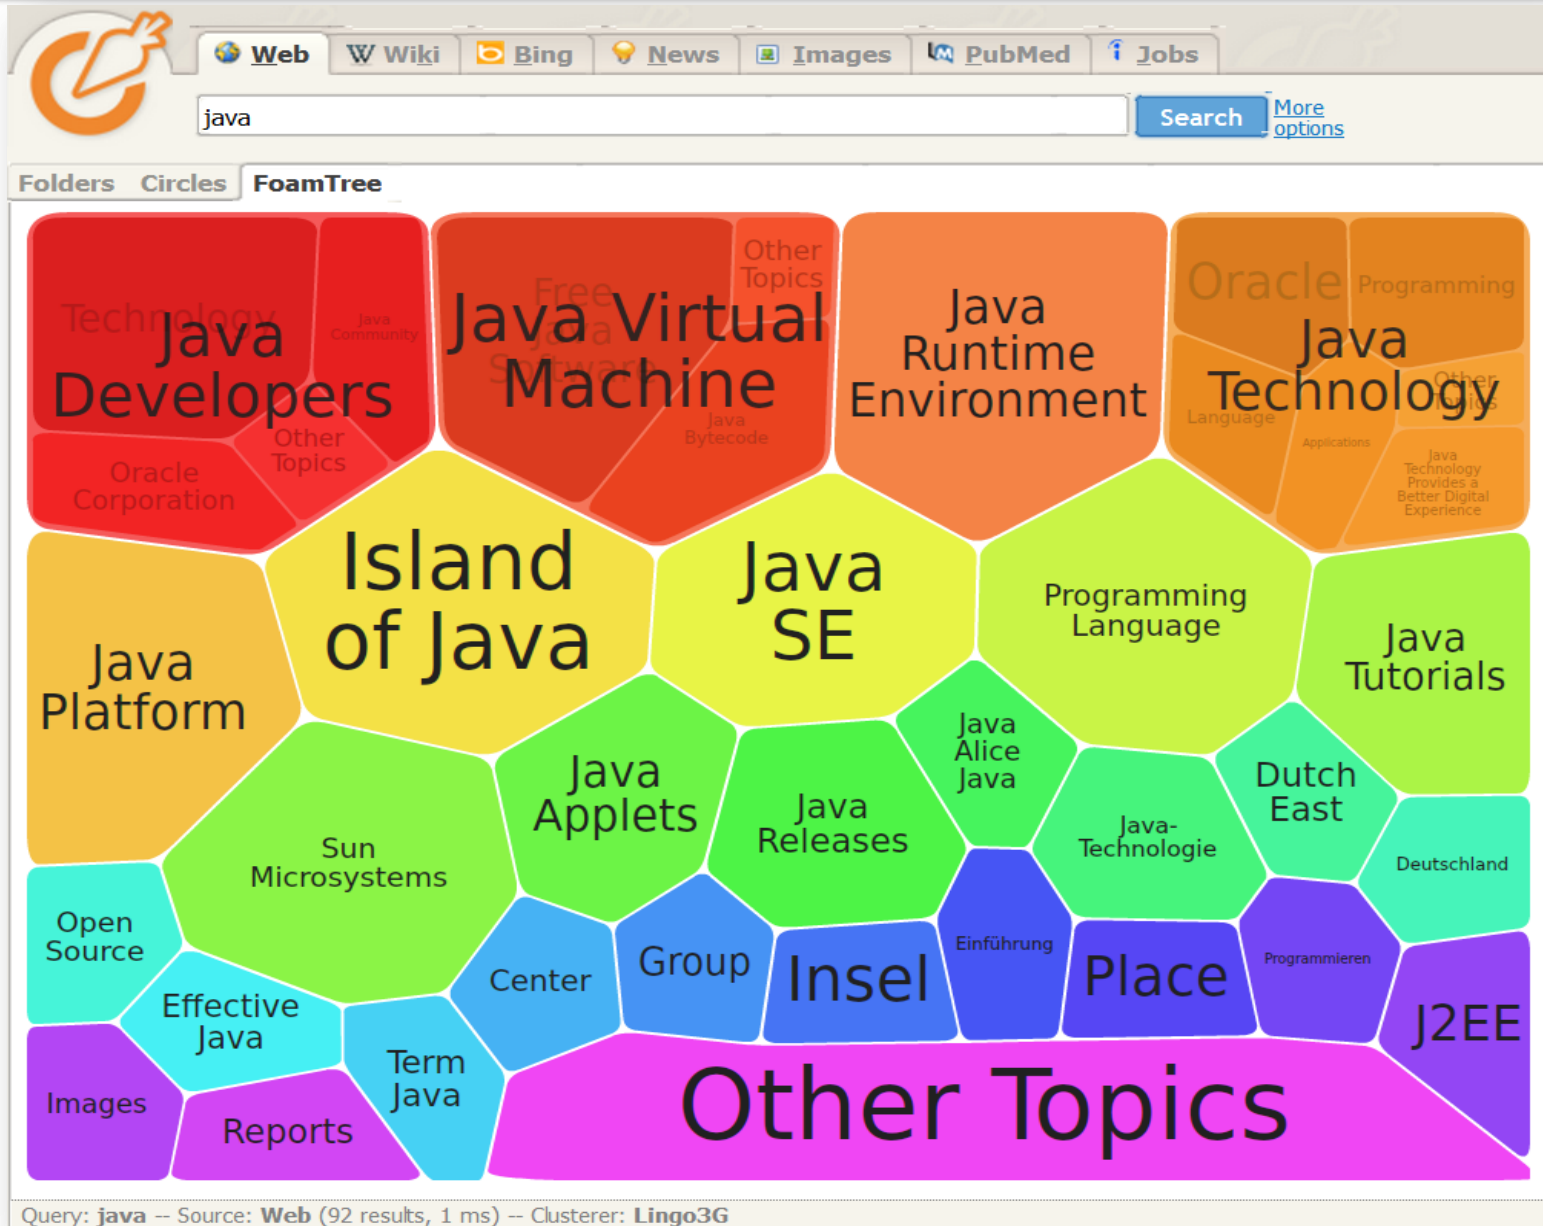 Web
Wiki
Bing
News
Images
PubMed
Jobs
java
Search
More
options
Folders
Circles
FoamTree
Technology
Java
Developers
Java
Community
Oracle
Corporation
Other
Topics
Free
Java
Software
Java Virtual
Machine
Other
Topics
Java
Bytecode
Java
Runtime
Environment
Oracle
Programming
Java
Technology
Language
Applications
Other
Topics
Java
Technology
Provides a
Better Digital
Experience
Java
Platform
Island
of Java
Java
SE
Programming
Language
Java
Tutorials
Sun
Microsystems
Java
Applets
Java
Releases
Java
Alice
Java
Java-
Technologie
Dutch
East
Deutschland
Open
Source
Effective
Java
Term
Java
Center
Group
Insel
Einführung
Place
Programmieren
J2EE
Images
Reports
Other Topics
Query: java -- Source: Web (92 results, 1 ms) -- Clusterer: Lingo3G